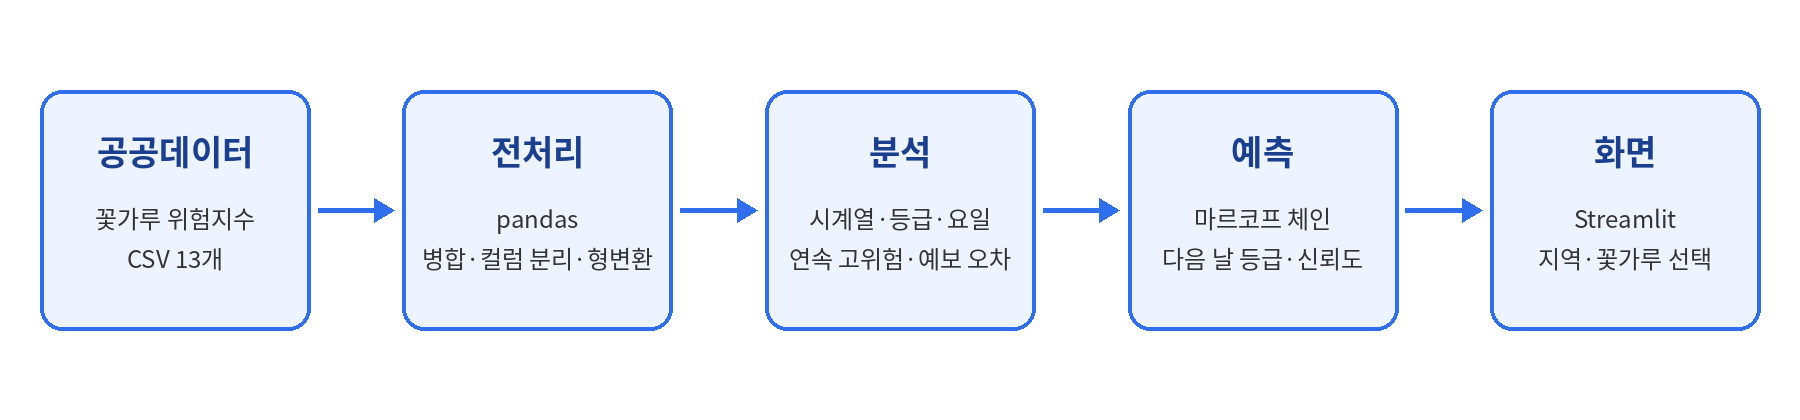 공공데이터
꽃가루 위험지수
CSV 13개
전처리
pandas
병합·컬럼 분리·형변환
분석
시계열·등급·요일
연속 고위험·예보 오차
예측
마르코프 체인
다음 날 등급·신뢰도
화면
Streamlit
지역·꽃가루 선택